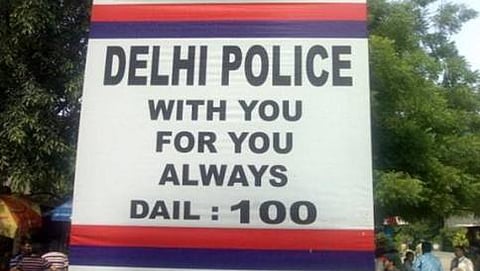 DELHI POLICE
WITH YOU
FOR YOU
ALWAYS
DAIL : 100